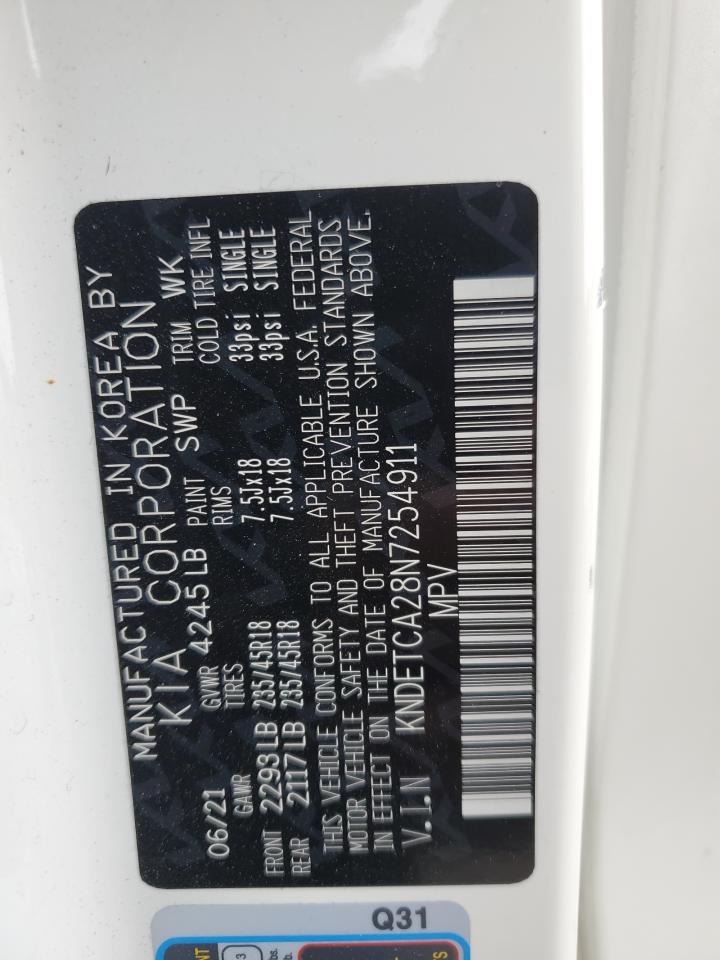 MANUFACTURED IN KOREA BY
KIA CORPORATION
06/21 GVWR 4245LB PAINT SWP TRIM WK
GAWR TIRES RIMS COLD TIRE INFL
FRONT 2293LB 235/45R18 7.5Jx18 33psi SINGLE
REAR 2117LB 235/45R18 7.5Jx18 33psi SINGLE
THIS VEHICLE CONFORMS TO ALL APPLICABLE U.S.A. FEDERAL
MOTOR VEHICLE SAFETY AND THEFT PREVENTION STANDARDS
IN EFFECT ON THE DATE OF MANUFACTURE SHOWN ABOVE.
V.I.N KNDETCA28N7254911
MPV
Q31